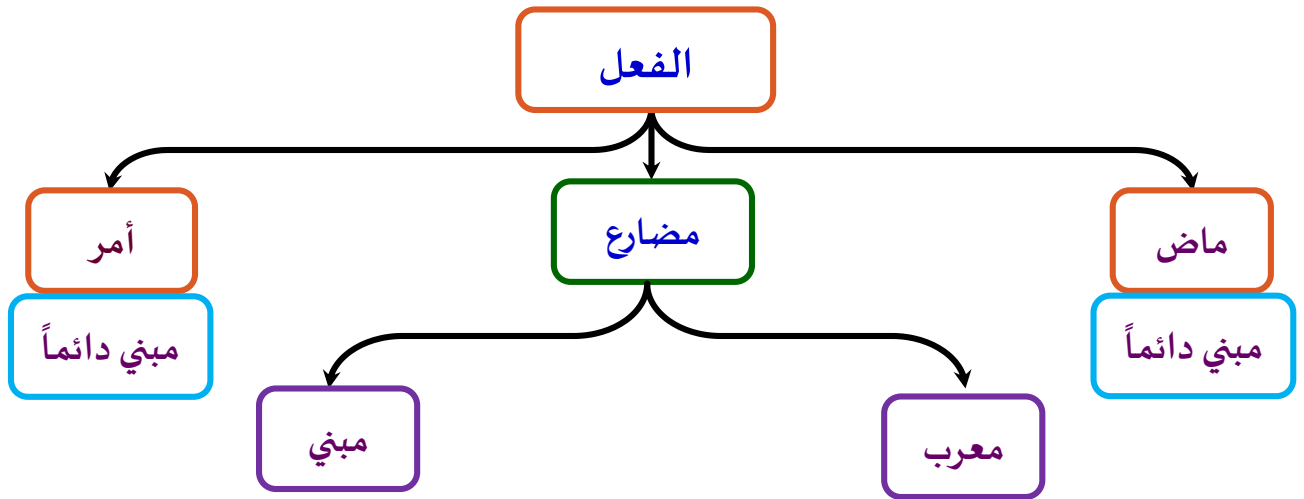 الفعل
ماض
مضارع
أمر
مبني دائماً
مبني دائماً
معرب
مبني